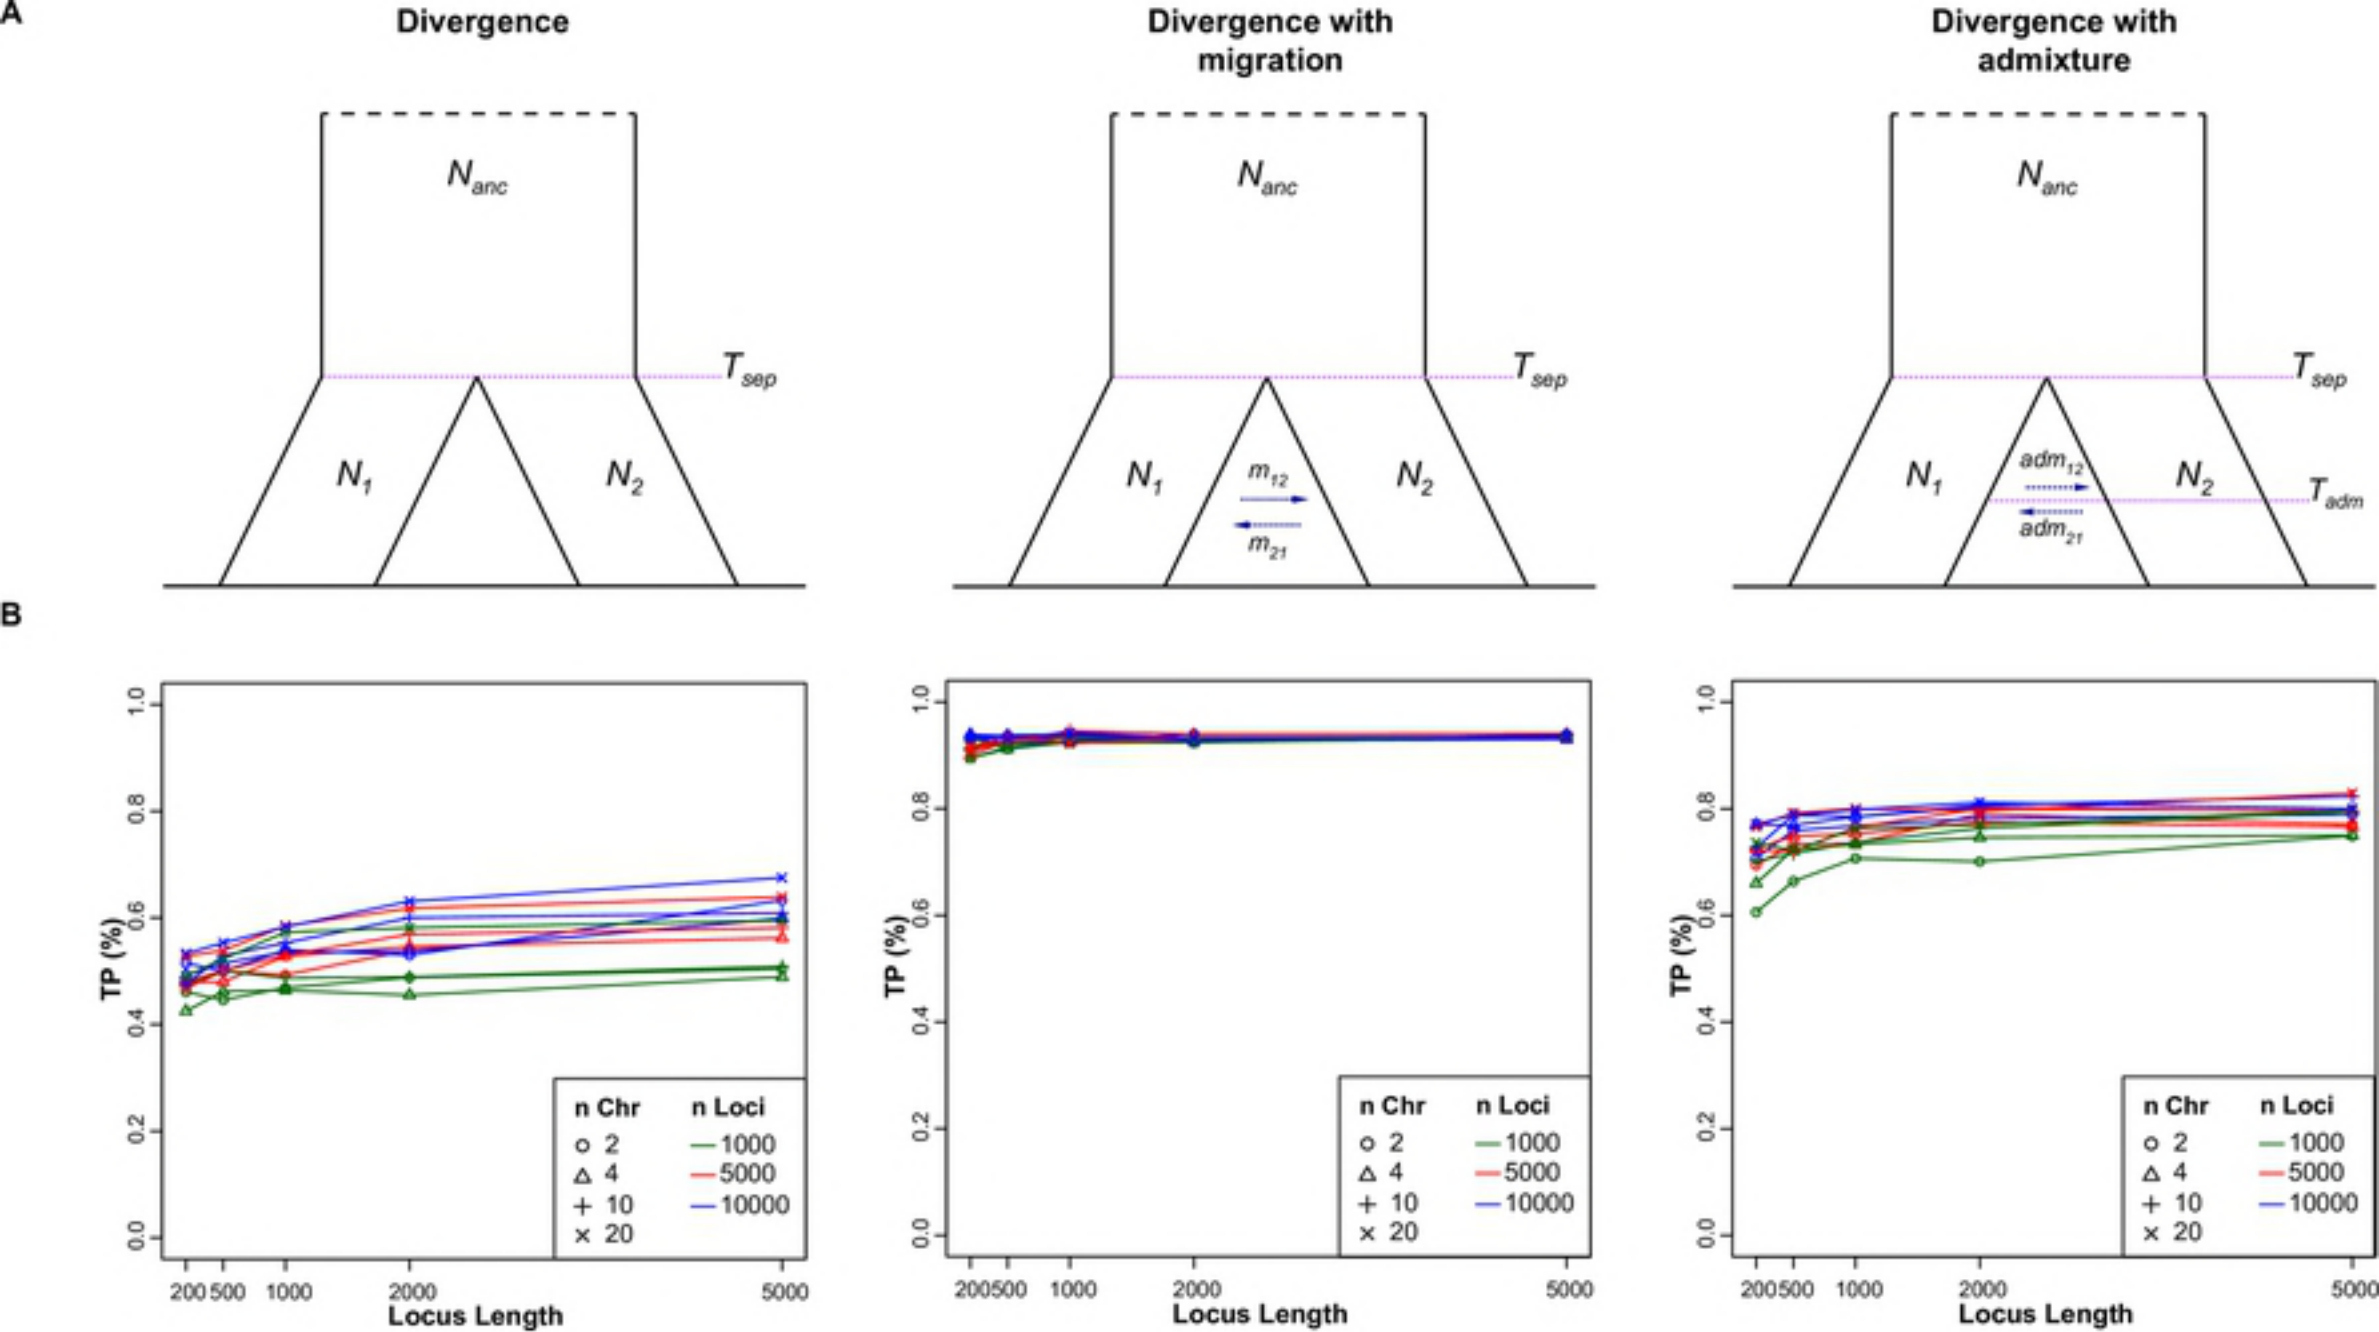 A
Divergence
Divergence with
migration
Divergence with
admixture
Nanc
Nanc
Nanc
Tsep
Tsep
Tsep
N1
N2
N1
m12
m21
N2
N1
adm12
adm21
N2
Tadm
B
TP (%)
0.0 0.2 0.4 0.6 0.8 1.0
n Chr n Loci
2 1000
4 5000
10 10000
20
200 500 1000 2000 5000
Locus Length
TP (%)
0.0 0.2 0.4 0.6 0.8 1.0
n Chr n Loci
2 1000
4 5000
10 10000
20
200 500 1000 2000 5000
Locus Length
TP (%)
0.0 0.2 0.4 0.6 0.8 1.0
n Chr n Loci
2 1000
4 5000
10 10000
20
200 500 1000 2000 5000
Locus Length